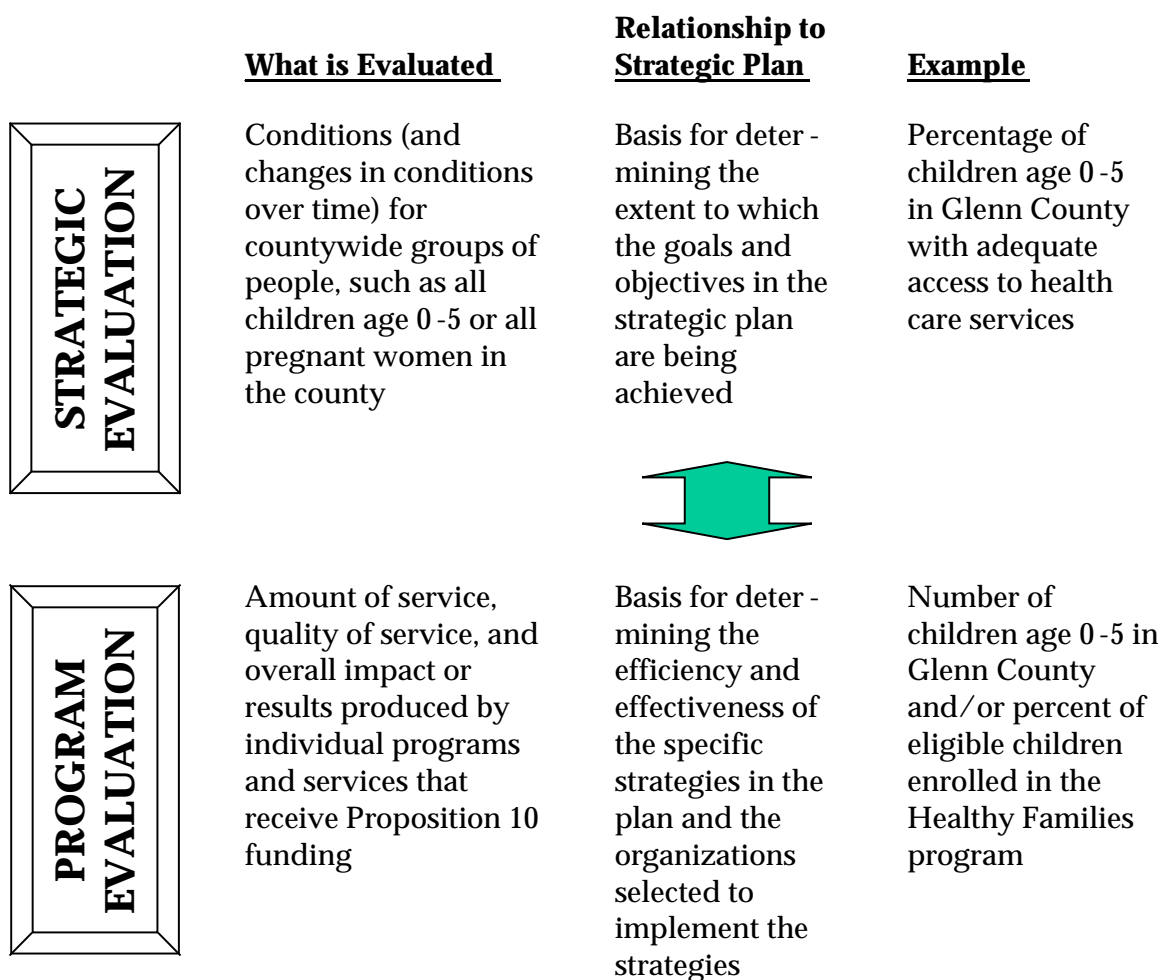 What is Evaluated
Relationship to
Strategic Plan
Example
STRATEGIC
EVALUATION
Conditions (and
changes in conditions
over time) for
countywide groups of
people, such as all
children age 0-5 or all
pregnant women in
the county
Basis for deter-
mining the
extent to which
the goals and
objectives in the
strategic plan
are being
achieved
Percentage of
children age 0-5
in Glenn County
with adequate
access to health
care services
PROGRAM
EVALUATION
Amount of service,
quality of service, and
overall impact or
results produced by
individual programs
and services that
receive Proposition 10
funding
Basis for deter-
mining the
efficiency and
effectiveness of
the specific
strategies in the
plan and the
organizations
selected to
implement the
strategies
Number of
children age 0-5 in
Glenn County
and/or percent of
eligible children
enrolled in the
Healthy Families
program